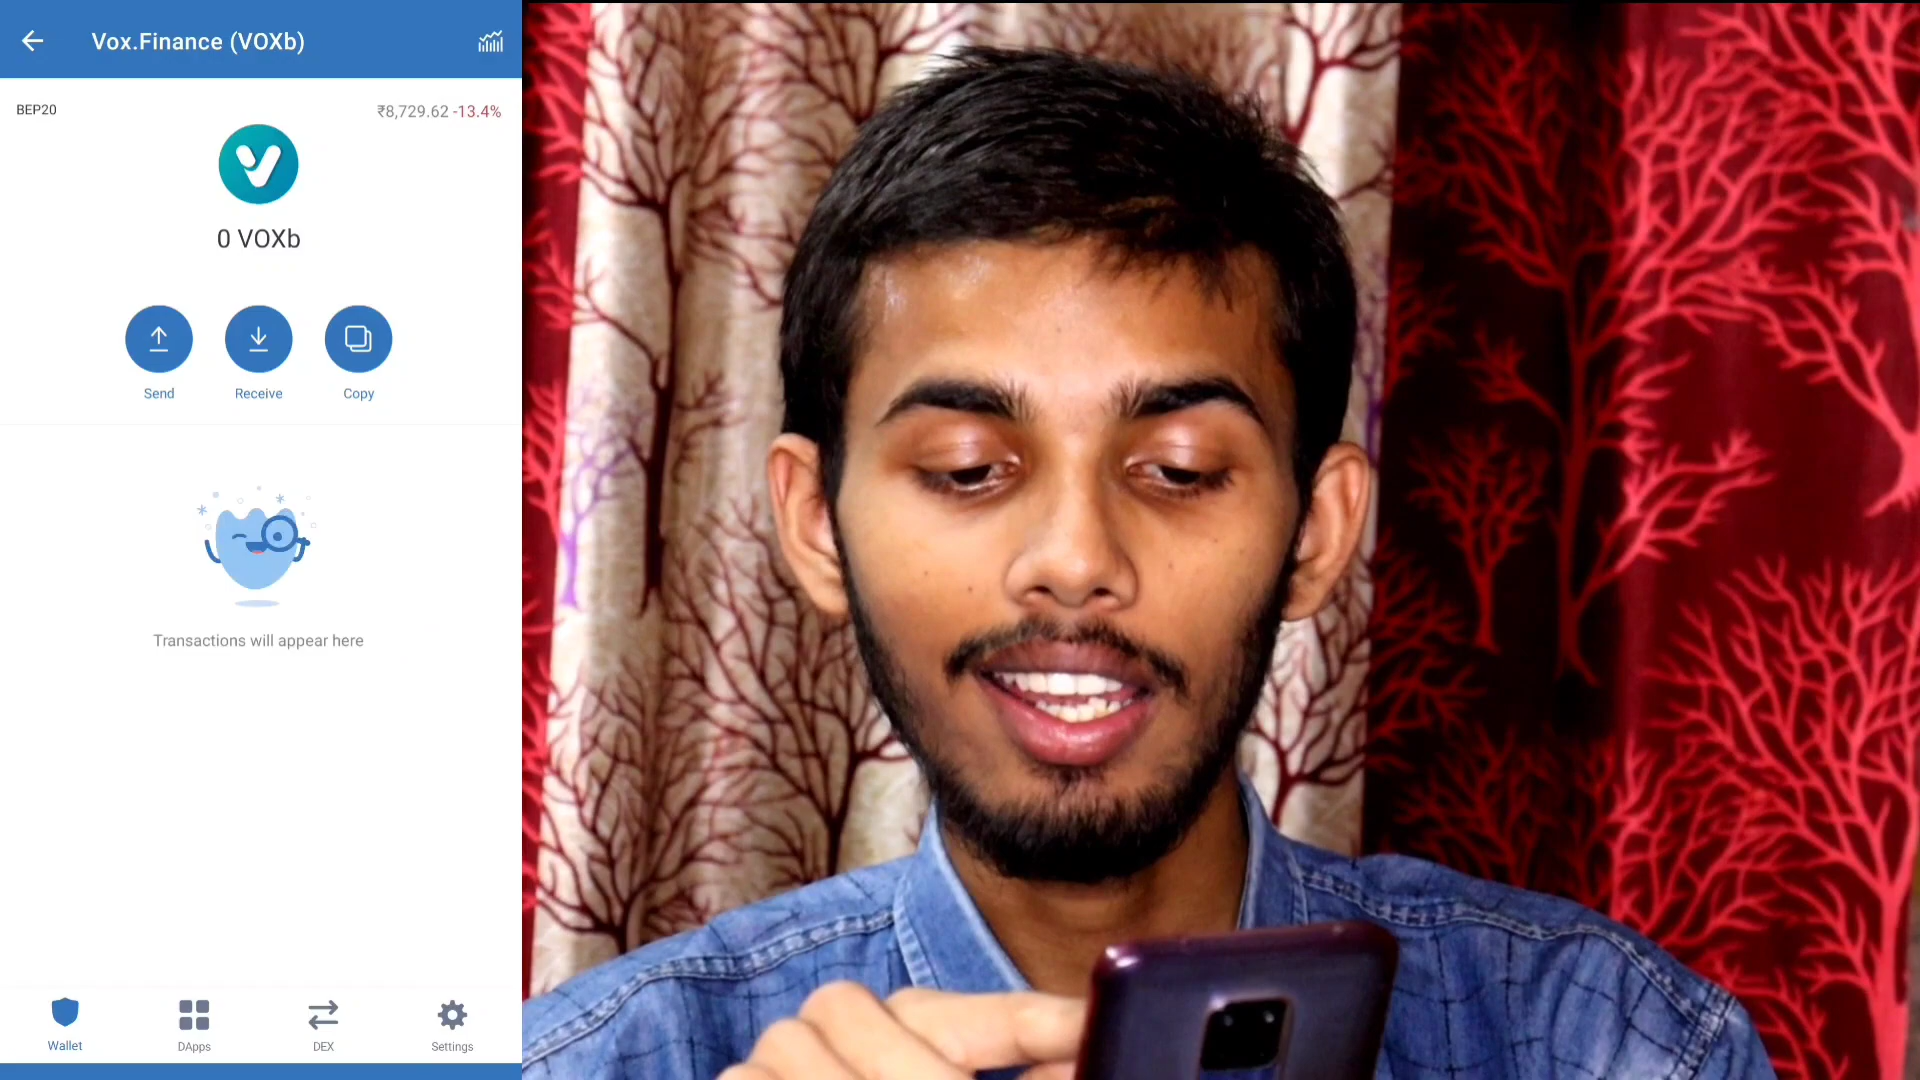 Vox.Finance (VOXb)
BEP20
₹8,729.62 -13.4%
0 VOXb
Send
Receive
Copy
Transactions will appear here
Wallet
DApps
DEX
Settings